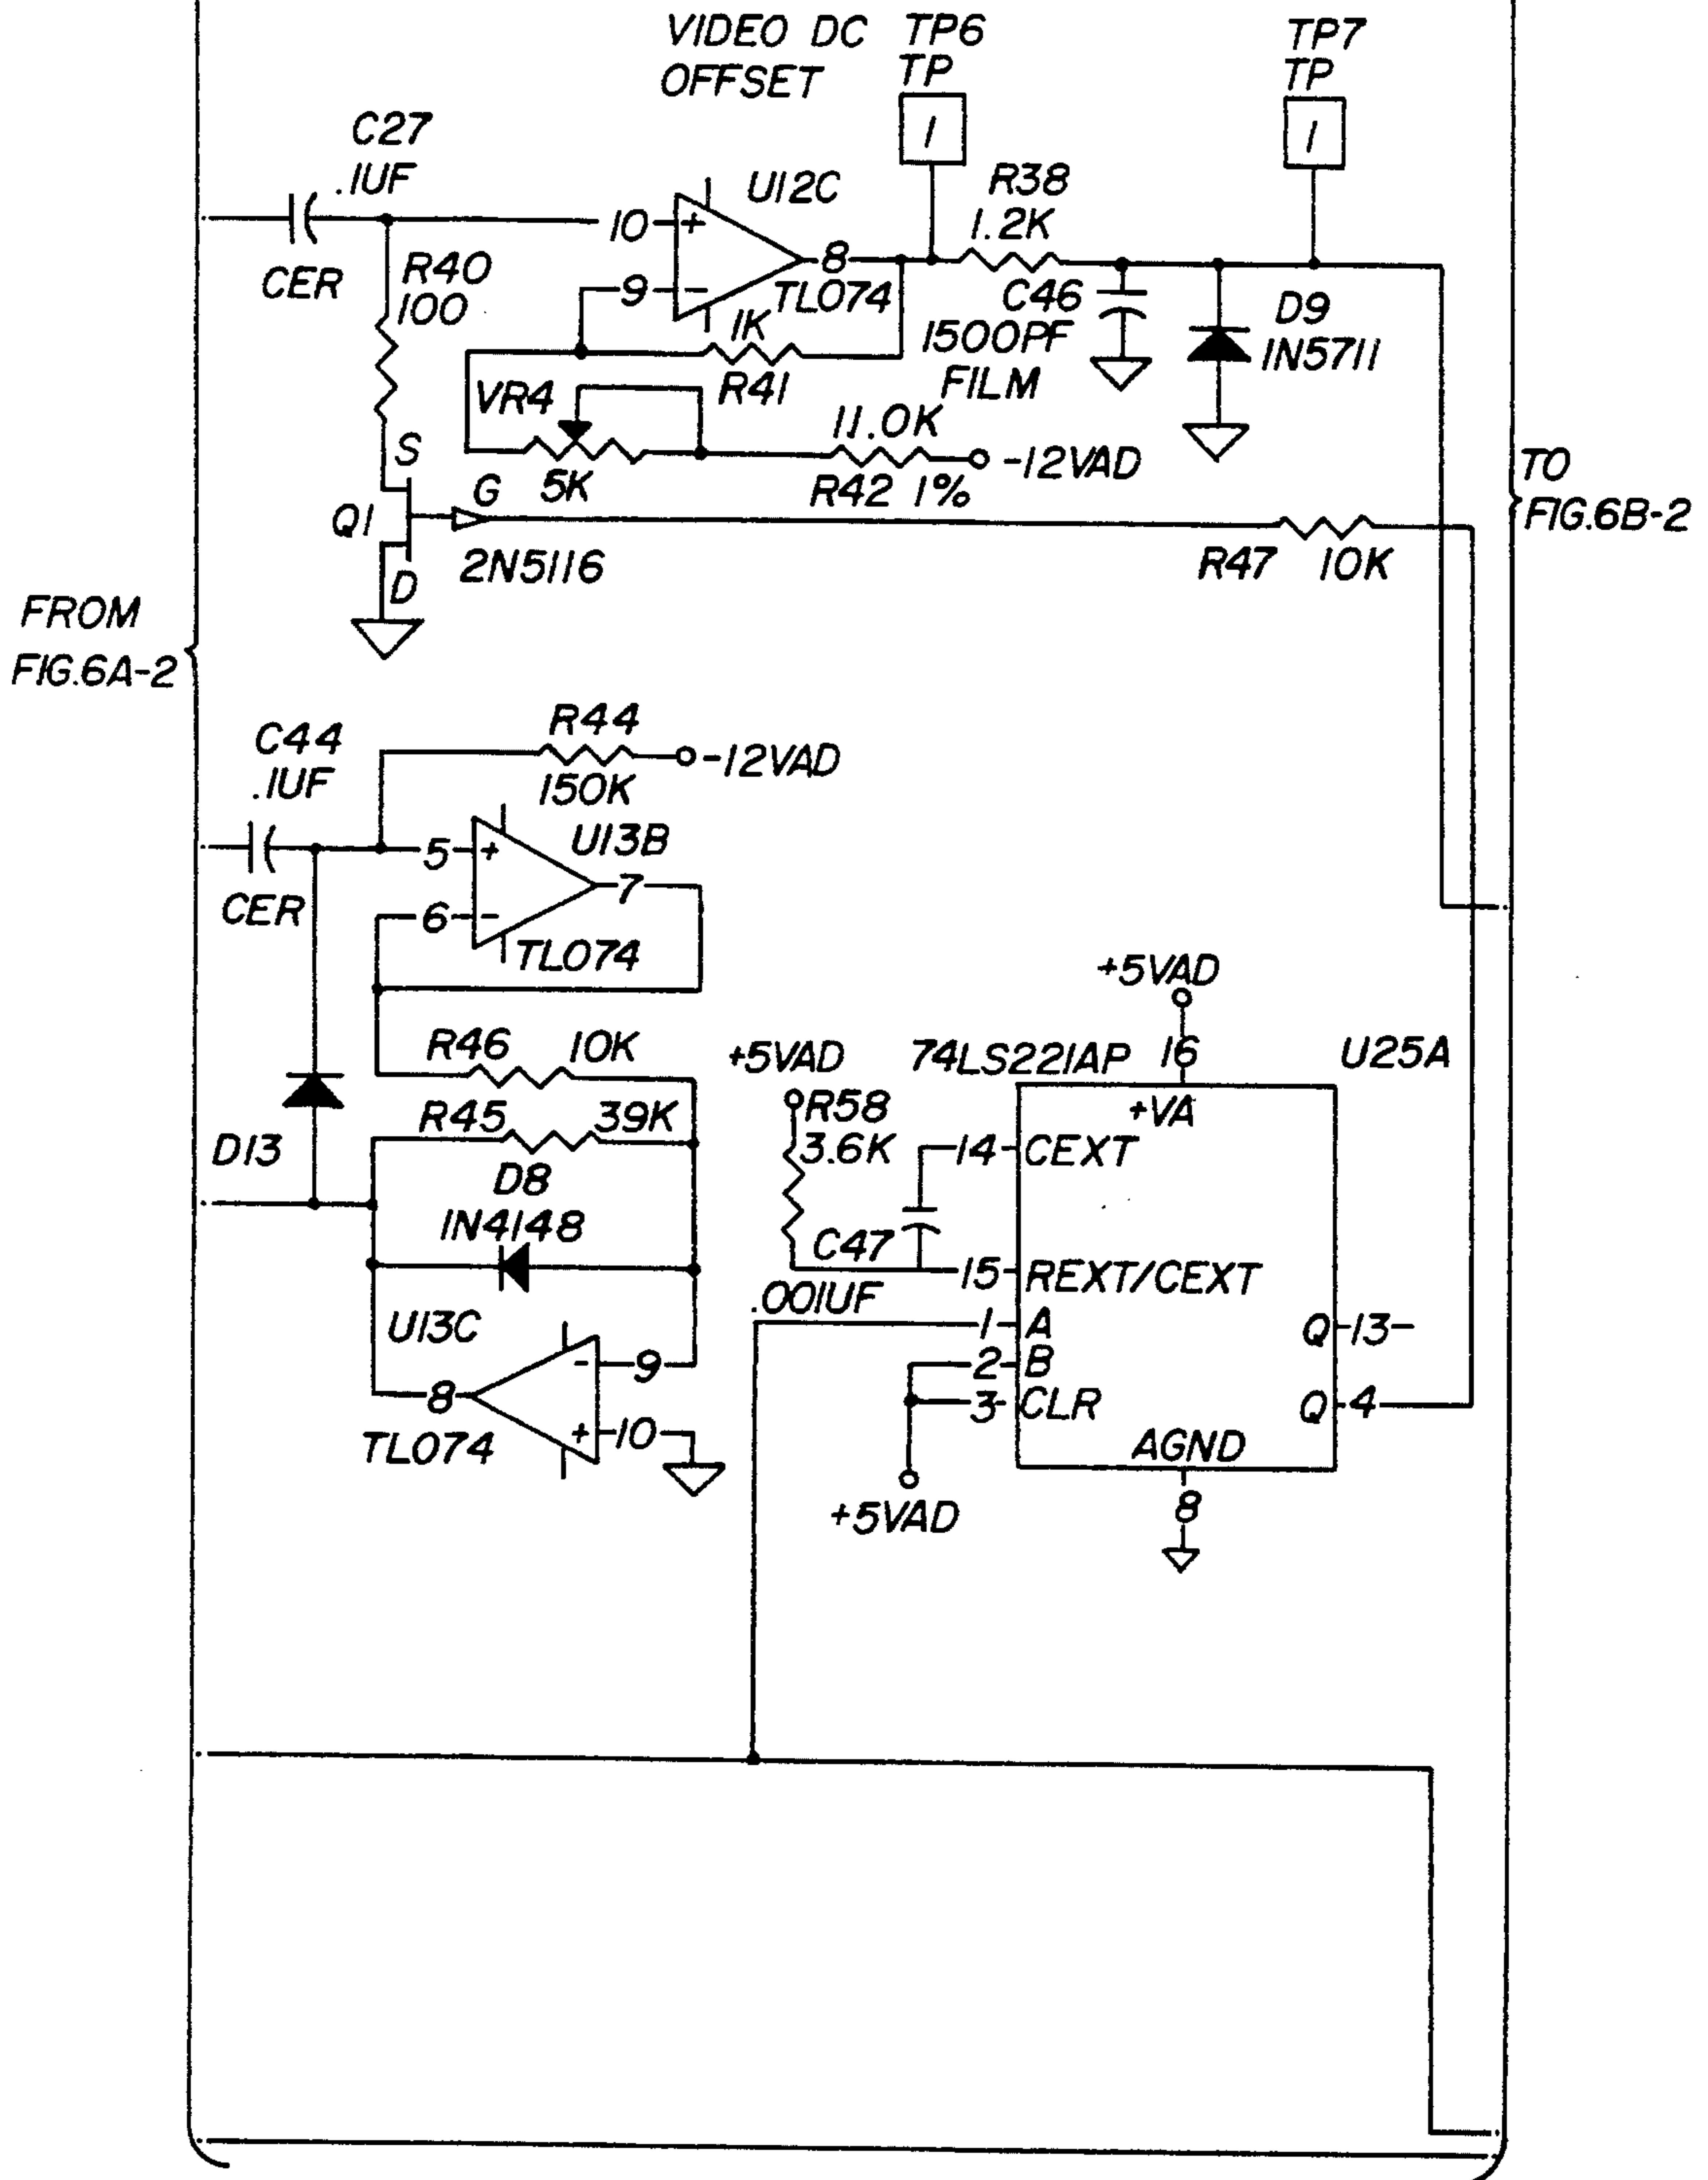 VIDEO DC
OFFSET
TP6
TP
1
TP7
TP
1
C27
.1UF
CER
R40
100
10
+
U12C
9
-
8
TL074
R38
1.2K
C46
1500PF
FILM
D9
1N5711
1K
R41
VR4
5K
11.0K
R42 1%
-12VAD
S
G
Q1
D
2N5116
R47 10K
TO
FIG.6B-2
FROM
FIG.6A-2
C44
.1UF
CER
R44
150K
-12VAD
5
+
U13B
6
-
7
TL074
R46 10K
R45 39K
D13
D8
1N4148
U13C
-
9
8
+
10
TL074
+5VAD
+5VAD
R58
3.6K
74LS221AP 16
U25A
+VA
14 CEXT
C47
.001UF
15 REXT/CEXT
1 A
2 B
3 CLR
Q 13
Q 4
AGND
8
+5VAD